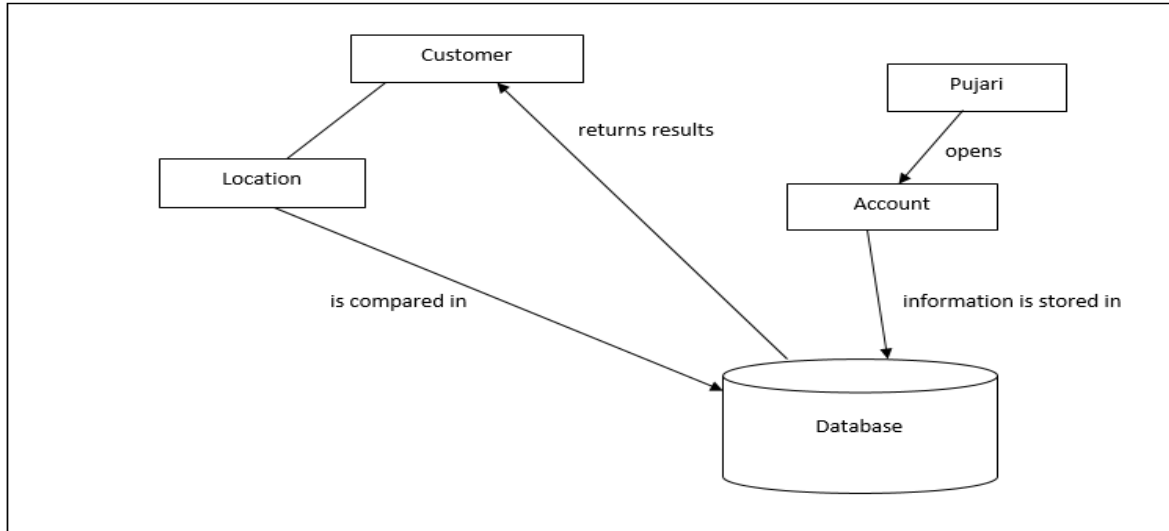 Customer
Pujari
returns results
opens
Location
Account
is compared in
information is stored in
Database